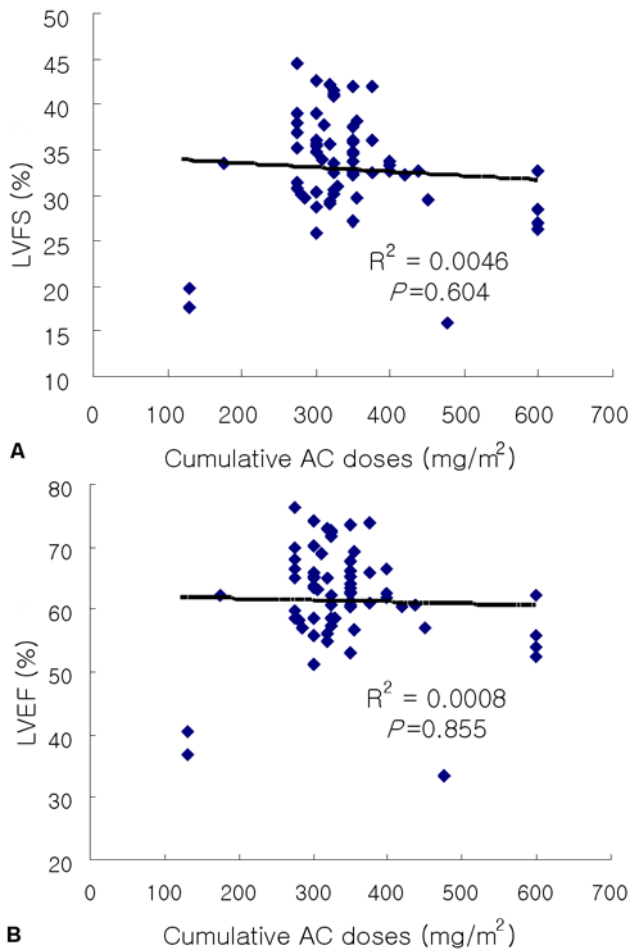 50
45
40
35
30
25
20
15
10
LVFS (%)
R² = 0.0046
P=0.604
0 100 200 300 400 500 600 700
A
Cumulative AC doses (mg/m²)
80
70
60
50
40
30
20
LVEF (%)
R² = 0.0008
P=0.855
0 100 200 300 400 500 600 700
B
Cumulative AC doses (mg/m²)